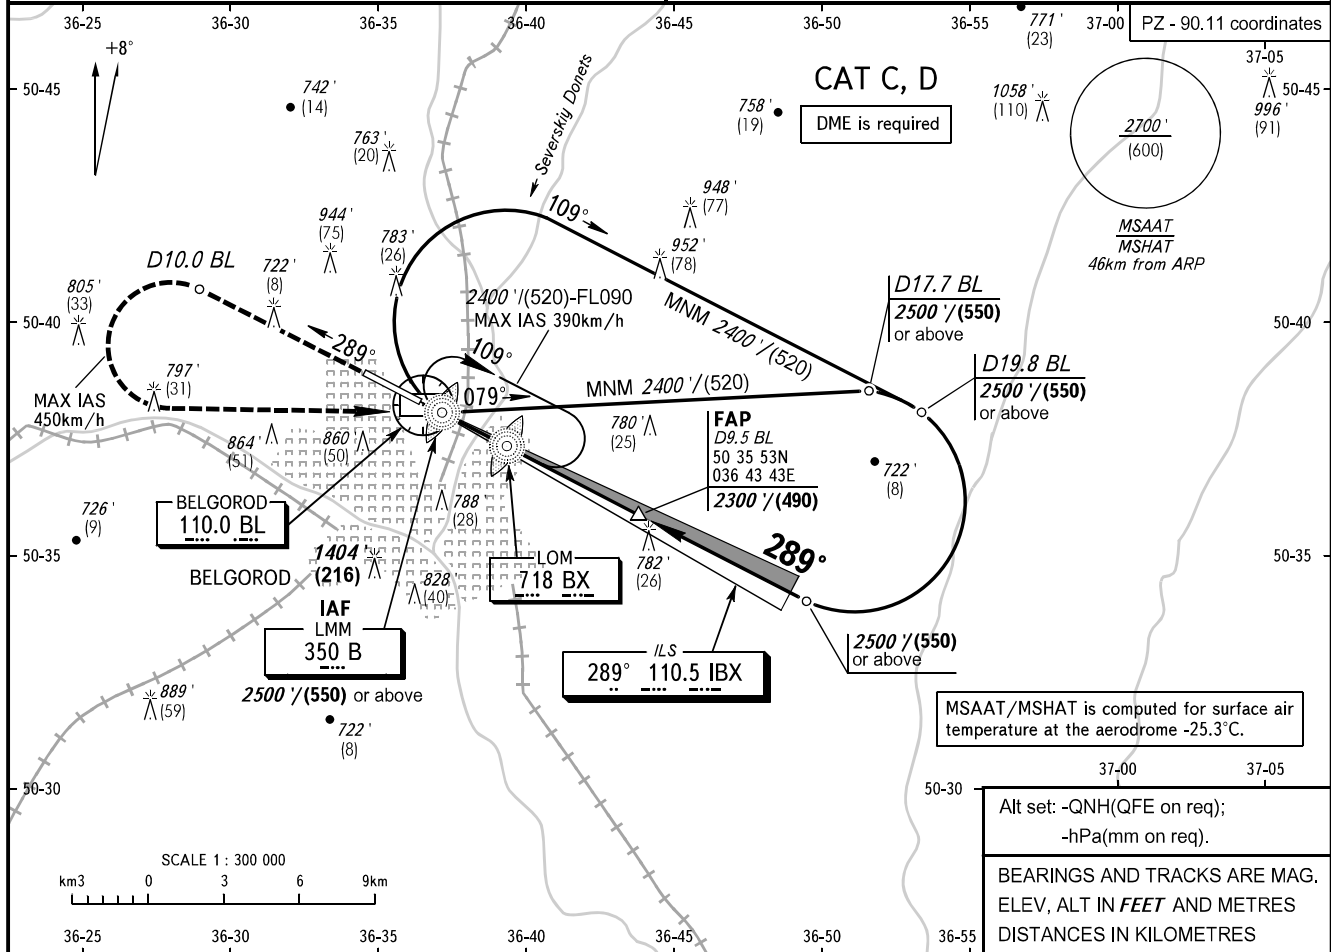 36-25
36-30
36-35
36-40
36-45
36-50
36-55
37-00
771'
(23)
PZ - 90.11 coordinates
37-05
+8°
50-45
742'
(14)
763'
(20)
Severskiy Donets
758'
(19)
CAT C, D
DME is required
1058'
(110)
50-45
996'
(91)
2700'
(600)
MSAAT
MSHAT
46km from ARP
948'
(77)
952'
(78)
109°
944'
(75)
783'
(26)
D10.0 BL
722'
(8)
805'
(33)
50-40
2400'/(520)-FL090
MAX IAS 390km/h
MNM 2400'/(520)
D17.7 BL
2500'/(550)
or above
50-40
289°
109°
079°
MNM 2400'/(520)
D19.8 BL
2500'/(550)
or above
797'
(31)
MAX IAS
450km/h
864'
(51)
860'
(50)
780'
(25)
FAP
D9.5 BL
50 35 53N
036 43 43E
2300'/(490)
722'
(8)
726'
(9)
BELGOROD
110.0 BL
788'
(28)
50-35
1404'
(216)
BELGOROD
828'
(40)
LOM
718 BX
782'
(26)
289°
50-35
IAF
LMM
350 B
2500'/(550) or above
ILS
289° 110.5 IBX
2500'/(550)
or above
889'
(59)
722'
(8)
MSAAT/MSHAT is computed for surface air
temperature at the aerodrome -25.3°C.
37-00
37-05
50-30
50-30
Alt set: -QNH(QFE on req);
-hPa(mm on req).
SCALE 1 : 300 000
km3
0
3
6
9km
BEARINGS AND TRACKS ARE MAG.
ELEV, ALT IN FEET AND METRES
DISTANCES IN KILOMETRES
36-25
36-30
36-35
36-40
36-45
36-50
36-55